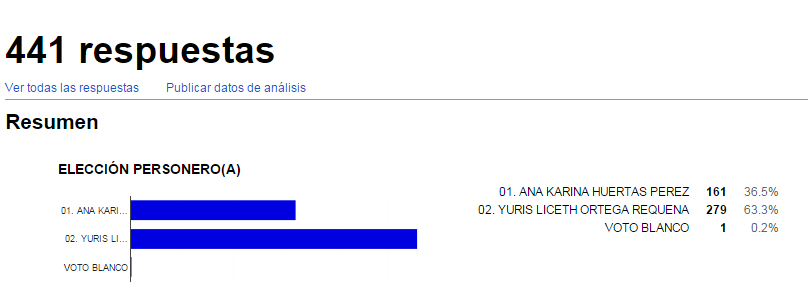 441 respuestas
Ver todas las respuestas Publicar datos de análisis
Resumen
ELECCIÓN PERSONERO(A)
01. ANA KARI...
02. YURIS LI...
VOTO BLANCO
01. ANA KARINA HUERTAS PEREZ 161 36.5%
02. YURIS LICETH ORTEGA REQUENA 279 63.3%
VOTO BLANCO 1 0.2%